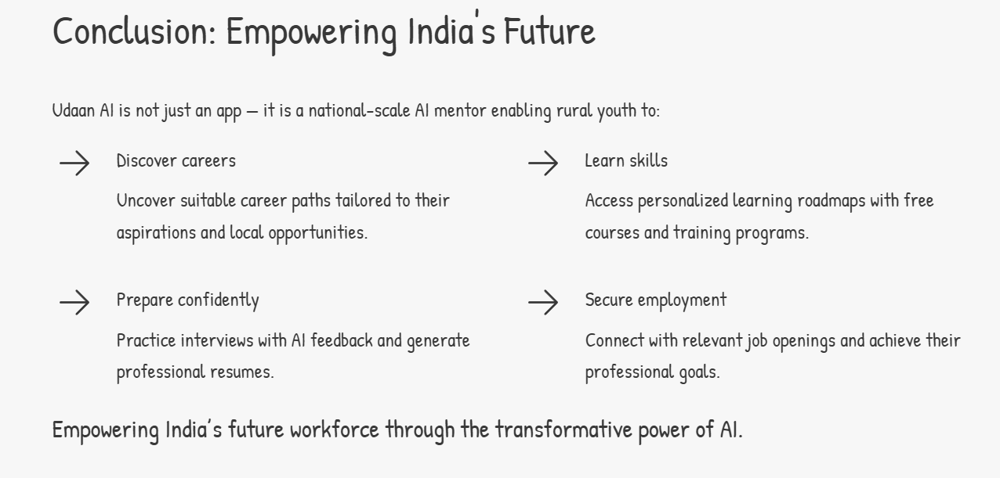 Conclusion: Empowering India's Future
Udaan AI is not just an app — it is a national-scale AI mentor enabling rural youth to:
Discover careers
Uncover suitable career paths tailored to their
aspirations and local opportunities.
Learn skills
Access personalized learning roadmaps with free
courses and training programs.
Prepare confidently
Practice interviews with AI feedback and generate
professional resumes.
Secure employment
Connect with relevant job openings and achieve their
professional goals.
Empowering India's future workforce through the transformative power of AI.